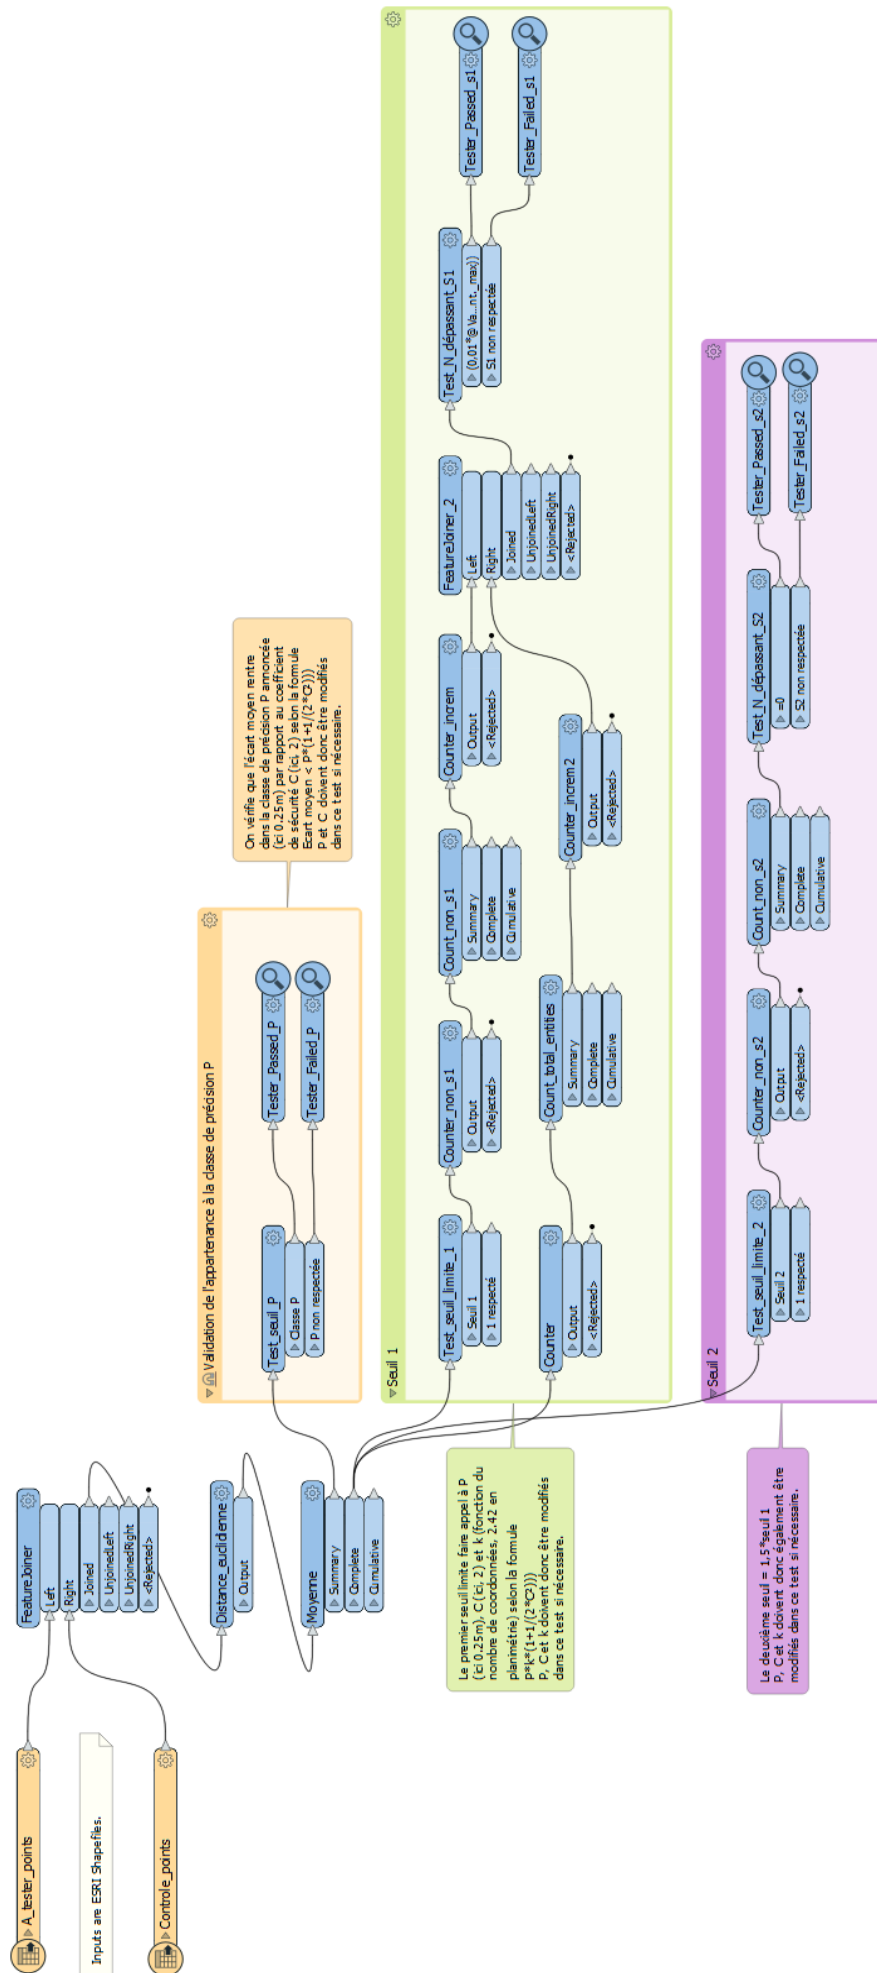 A_tester_points
Inputs are ESRI Shapefiles.
Controle_points
FeatureJoiner
Left
Right
Joined
UnjoinedLeft
UnjoinedRight
<Rejected>
Distance_euclidienne
Output
Moyenne
Summary
Complete
Cumulative
Validation de l'appartenance à la classe de précision P
Test_seuil_P
Classe P
P non respectée
Tester_Passed_P
Tester_Failed_P
On vérifie que l'écart moyen rentre
dans la classe de précision P annoncée
(ici 0.25m) par rapport au coefficient
de sécurité C (ici, 2) selon la formule
Ecart moyen < P*(1+1/(2*C²)))
P et C doivent donc être modifiés
dans ce test si nécessaire.
Le premier seuil limite faire appel à P
(ici 0.25m), C (ici, 2) et k (fonction du
nombre de coordonnées, 2.42 en
planimétrie) selon la formule
P*k*(1+1/(2*C²)))
P, C et k doivent donc être modifiés
dans ce test si nécessaire.
Seuil 1
Test_seuil_limite_1
Seuil 1
1 respecté
Counter_non_s1
Output
<Rejected>
Count_non_s1
Summary
Complete
Cumulative
Counter_increm
Output
<Rejected>
Counter
Output
<Rejected>
Count_total_entities
Summary
Complete
Cumulative
Counter_increm2
Output
<Rejected>
FeatureJoiner_2
Left
Right
Joined
UnjoinedLeft
UnjoinedRight
<Rejected>
Test_N_dépassant_S1
(0,01*@Va...nt,_max))
S1 non respectée
Tester_Passed_s1
Tester_Failed_s1
Le deuxième seuil = 1,5*seuil 1
P, C et k doivent donc également être
modifiés dans ce test si nécessaire.
Seuil 2
Test_seuil_limite_2
Seuil 2
1 respecté
Counter_non_s2
Output
<Rejected>
Count_non_s2
Summary
Complete
Cumulative
Test_N_dépassant_S2
=0
S2 non respectée
Tester_Passed_s2
Tester_Failed_s2